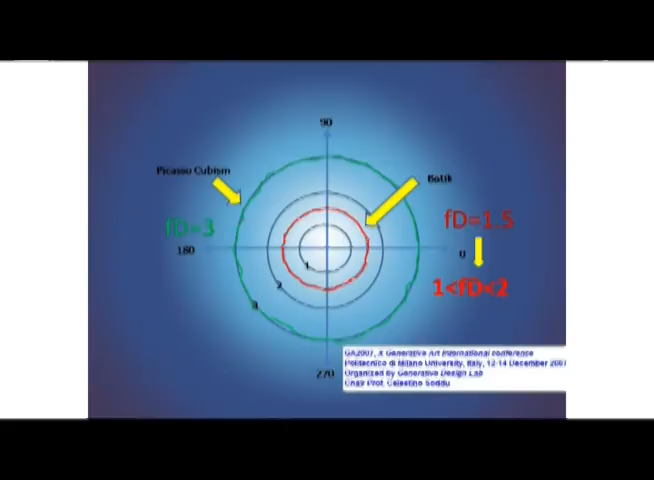 90
Picasso Cubism
Batik
fD=3
fD=1.5
180
0
1
2
3
1<fD<2
270
GA2007, X Generative Art International conference
Politecnico di Milano University, Italy, 12-14 December 2007
Organized by Generative Design Lab
Chair Prof. Celestino Soddu